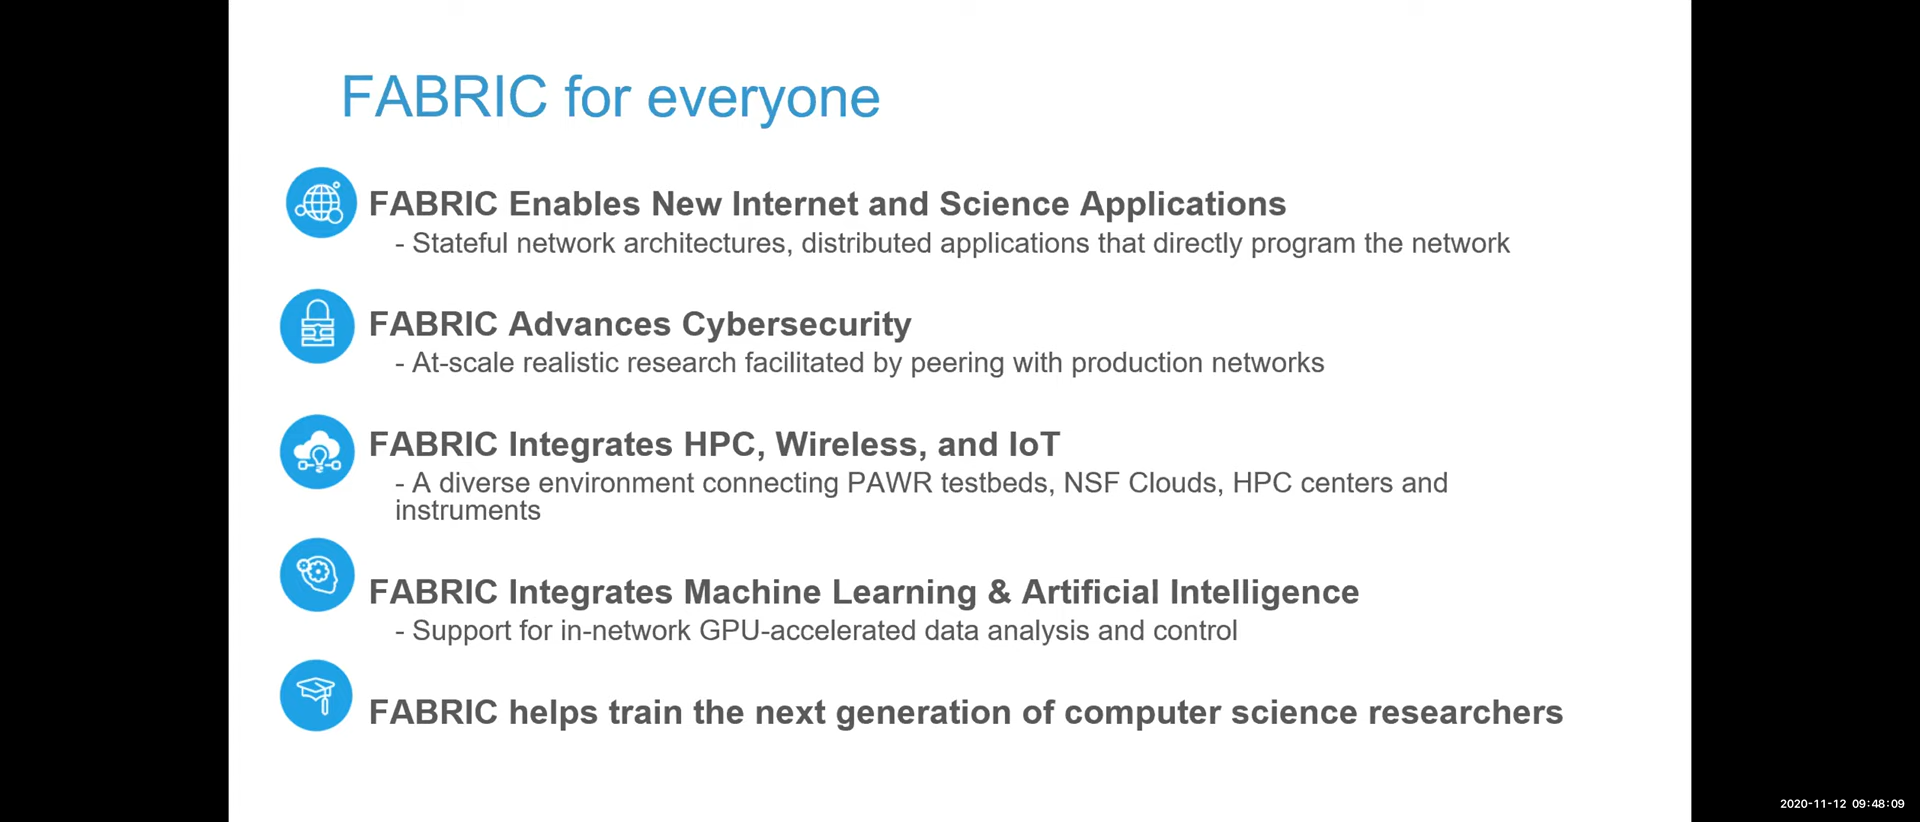 FABRIC for everyone
FABRIC Enables New Internet and Science Applications
- Stateful network architectures, distributed applications that directly program the network
FABRIC Advances Cybersecurity
- At-scale realistic research facilitated by peering with production networks
FABRIC Integrates HPC, Wireless, and IoT
- A diverse environment connecting PAWR testbeds, NSF Clouds, HPC centers and
instruments
FABRIC Integrates Machine Learning & Artificial Intelligence
- Support for in-network GPU-accelerated data analysis and control
FABRIC helps train the next generation of computer science researchers
2020-11-12 09:48:09